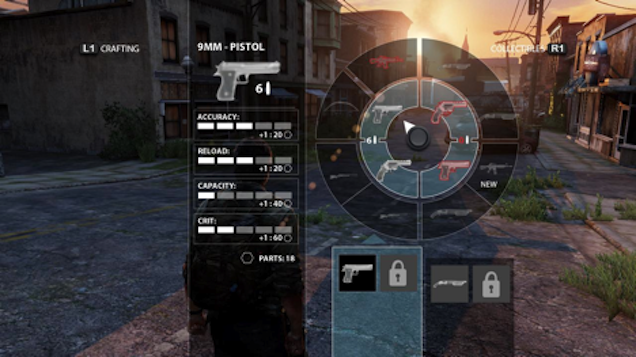 L1 CRAFTING
COLLECTIBLES R1
9MM - PISTOL
6
ACCURACY:
+1:20
RELOAD:
+1:20
CAPACITY:
+1:40
CRIT:
+1:60
PARTS: 18
6
NEW